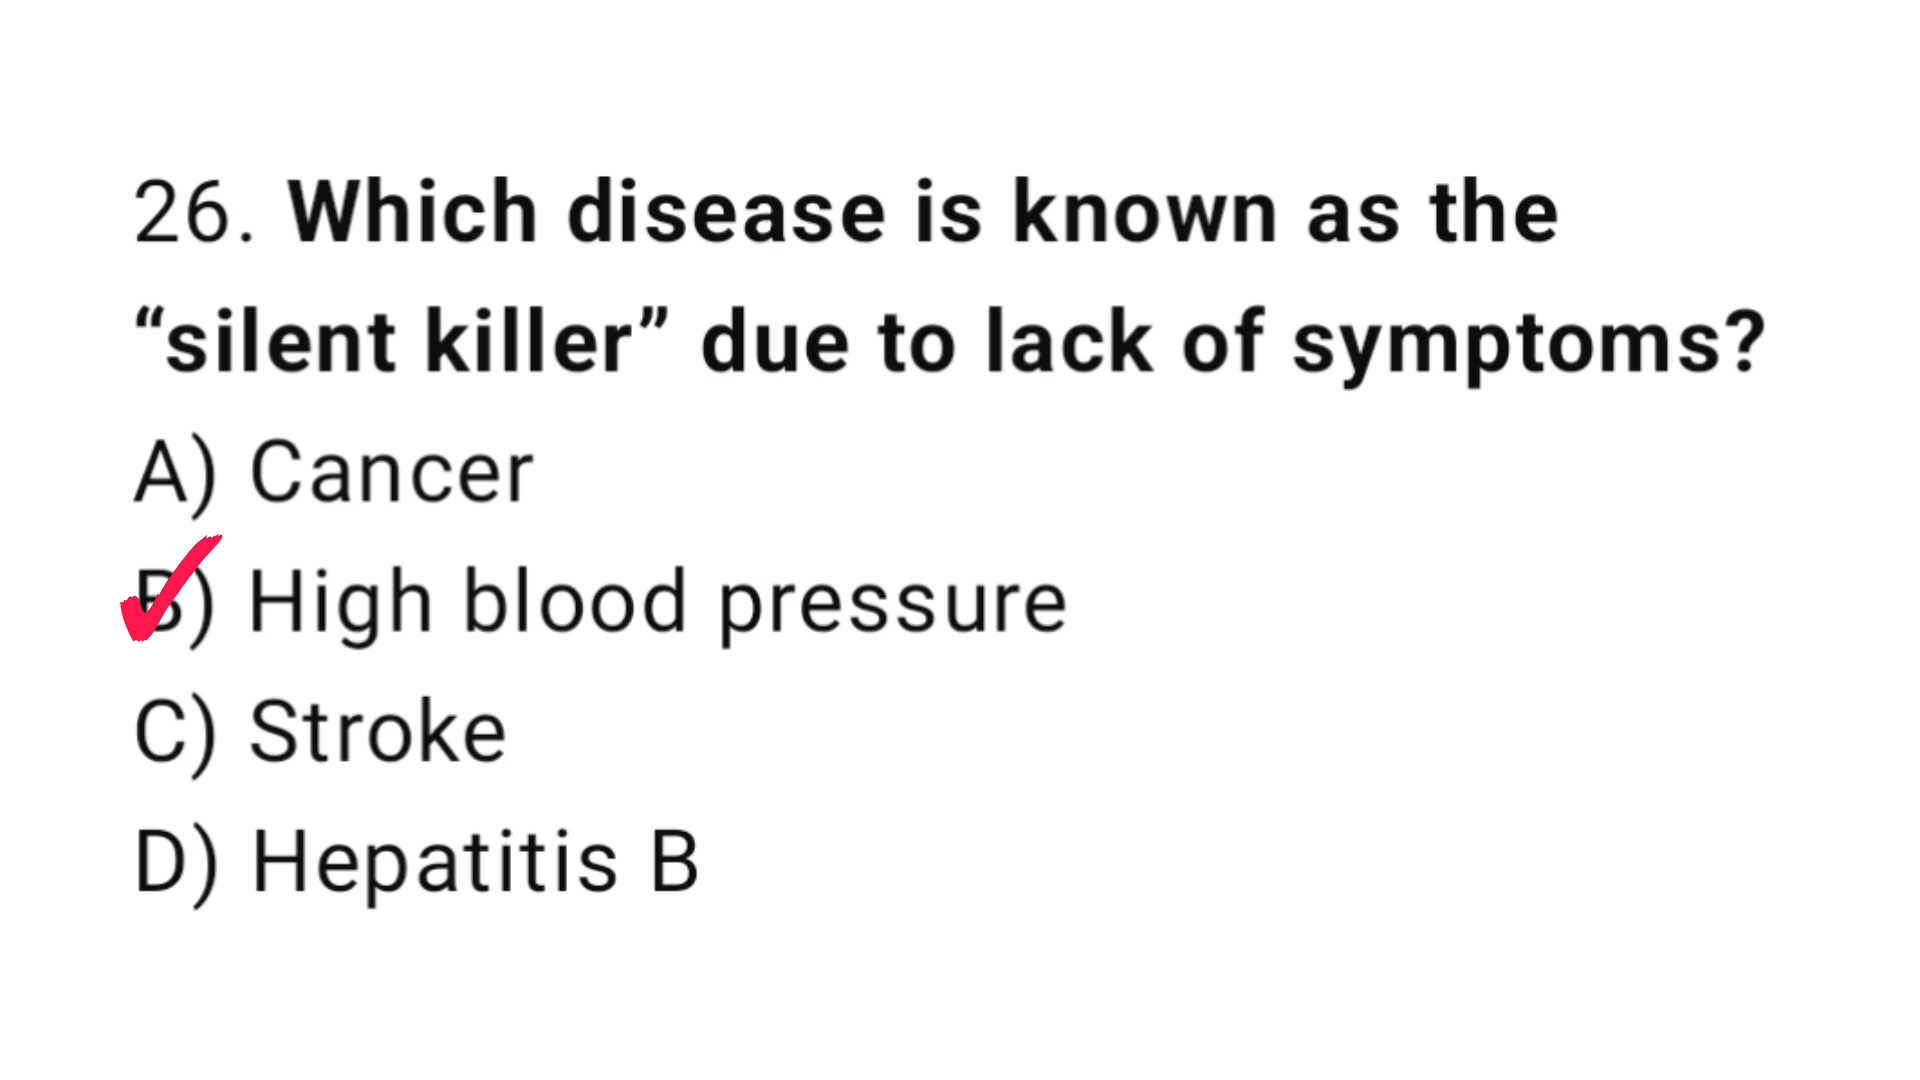 26. Which disease is known as the
“silent killer” due to lack of symptoms?
A) Cancer
B) High blood pressure
C) Stroke
D) Hepatitis B